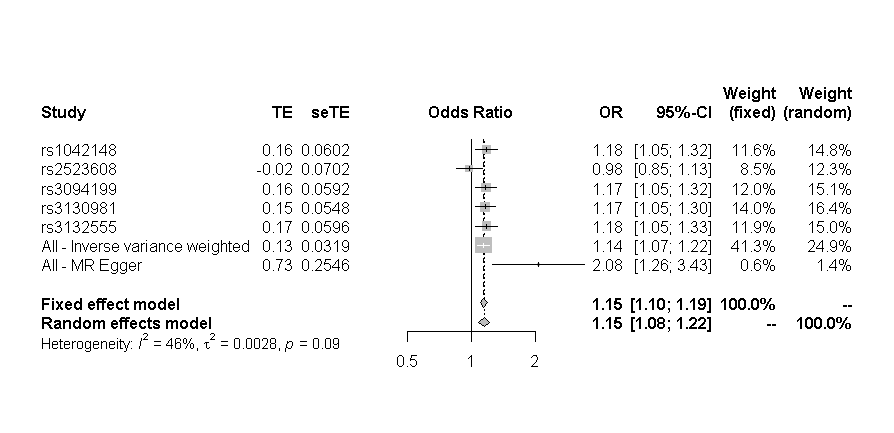 Weight Weight
Study TE seTE Odds Ratio OR 95%-CI (fixed) (random)
rs1042148 0.16 0.0602 1.18 [1.05; 1.32] 11.6% 14.8%
rs2523608 -0.02 0.0702 0.98 [0.85; 1.13] 8.5% 12.3%
rs3094199 0.16 0.0592 1.17 [1.05; 1.32] 12.0% 15.1%
rs3130981 0.15 0.0548 1.17 [1.05; 1.30] 14.0% 16.4%
rs3132555 0.17 0.0596 1.18 [1.05; 1.33] 11.9% 15.0%
All - Inverse variance weighted 0.13 0.0319 1.14 [1.07; 1.22] 41.3% 24.9%
All - MR Egger 0.73 0.2546 2.08 [1.26; 3.43] 0.6% 1.4%
Fixed effect model 1.15 [1.10; 1.19] 100.0% --
Random effects model 1.15 [1.08; 1.22] -- 100.0%
Heterogeneity: I² = 46%, τ² = 0.0028, p = 0.09
0.5 1 2